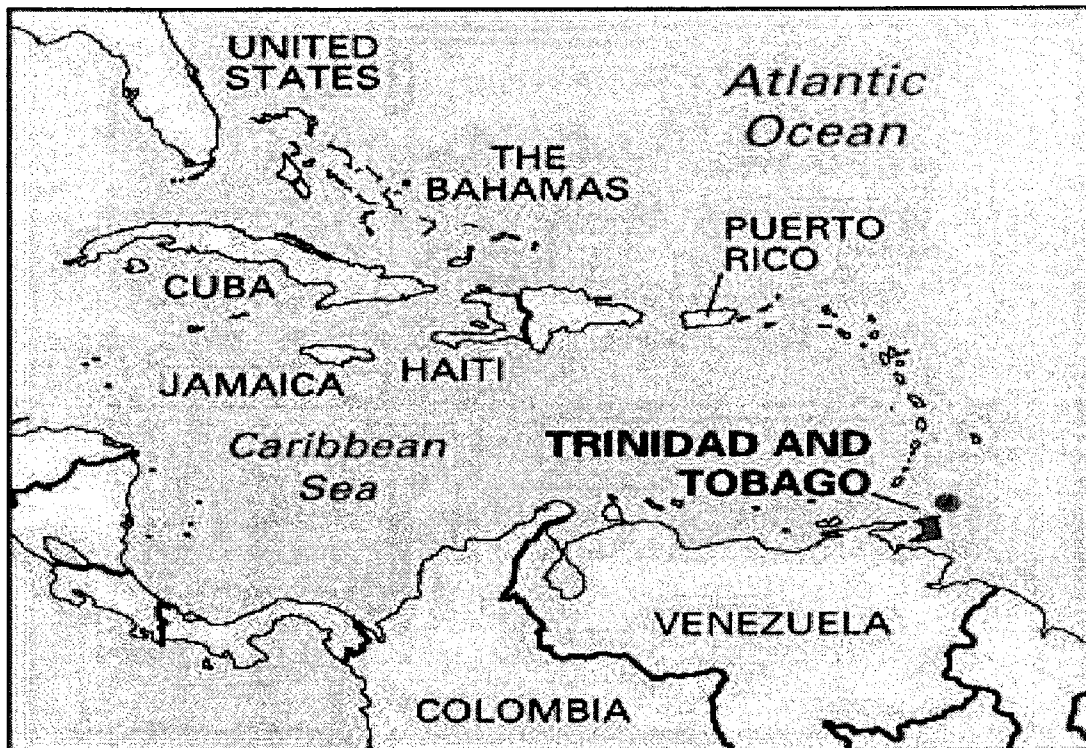 UNITED
STATES
Atlantic
Ocean
THE
BAHAMAS
PUERTO
RICO
CUBA
JAMAICA
HAITI
Caribbean
Sea
TRINIDAD AND
TOBAGO
VENEZUELA
COLOMBIA